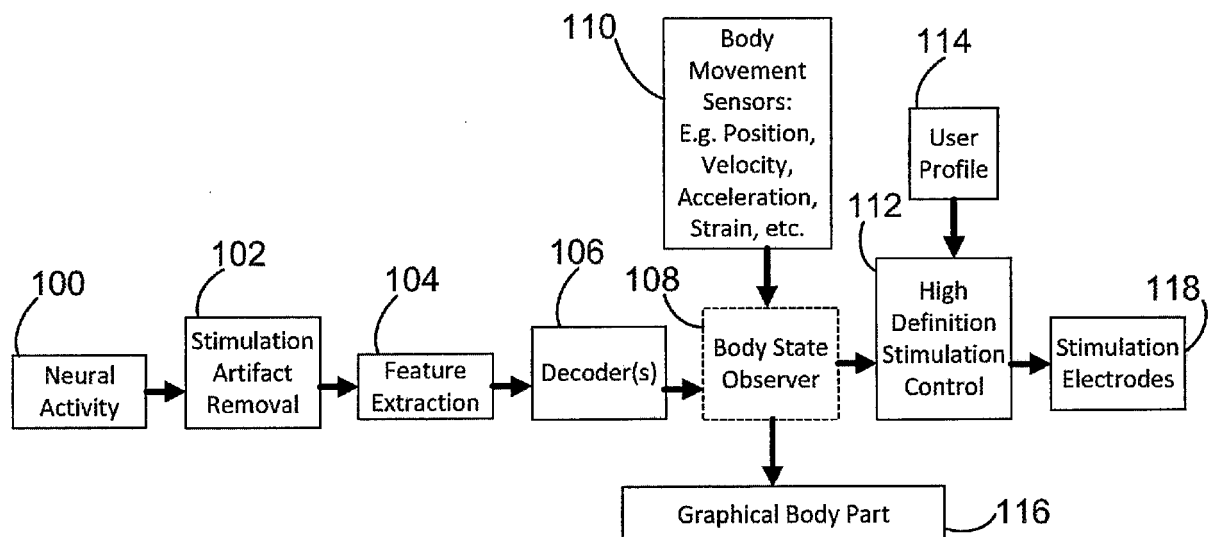 110
Body
Movement
Sensors:
E.g. Position,
Velocity,
Acceleration,
Strain, etc.
114
User
Profile
100
Neural
Activity
102
Stimulation
Artifact
Removal
104
Feature
Extraction
106
Decoder(s)
108
Body State
Observer
112
High
Definition
Stimulation
Control
118
Stimulation
Electrodes
Graphical Body Part
116